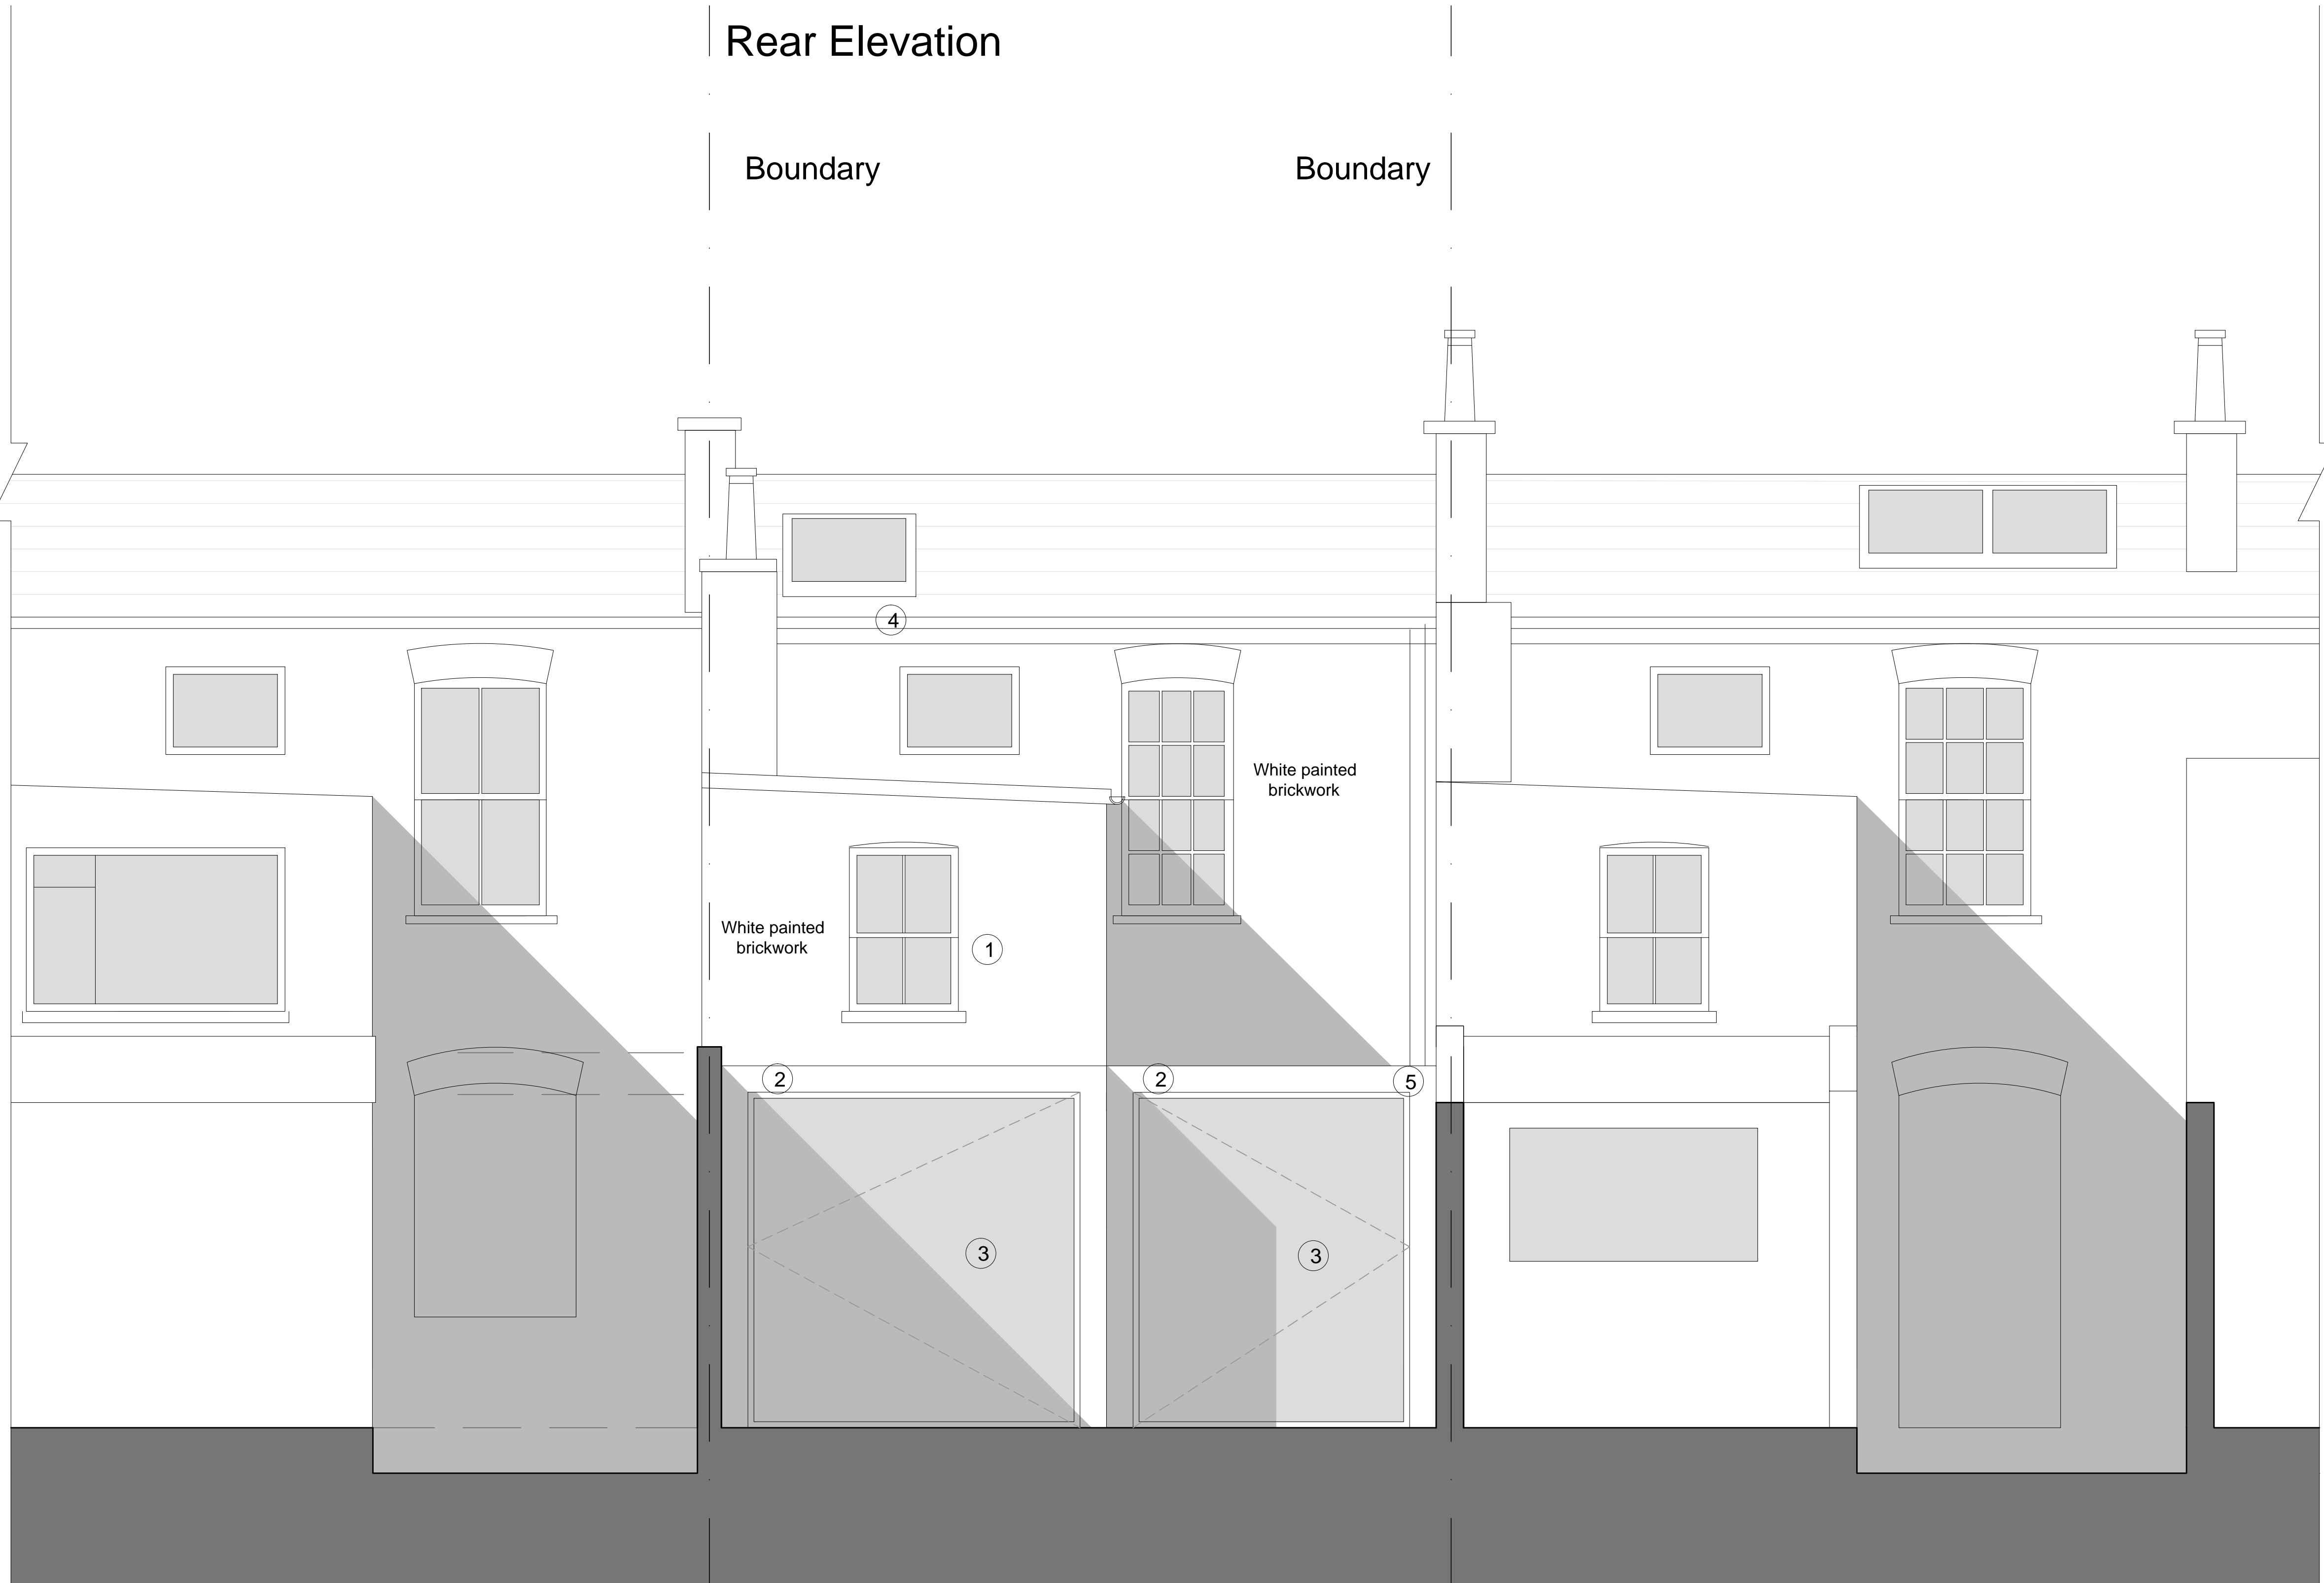 Rear Elevation
Boundary
Boundary
4
White painted
brickwork
White painted
brickwork
1
2
2
5
3
3